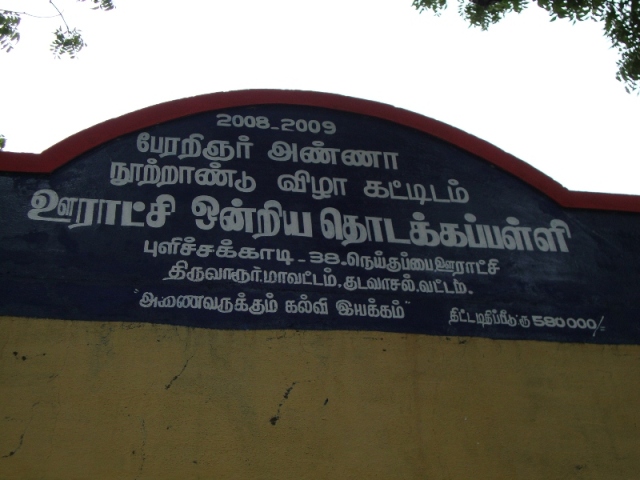 2008-2009
பேரறிஞர் அண்ணா
நூற்றாண்டு விழா கட்டிடம்
ஊராட்சி ஒன்றிய தொடக்கப்பள்ளி
புளிச்சக்காடி - 38. நெய்குப்பைஊராட்சி
திருவாரூர்மாவட்டம், குடவாசல்.வட்டம்.
"அனைவருக்கும் கல்வி இயக்கம்"
திட்டமதிப்பீடு ரூ 580000/-